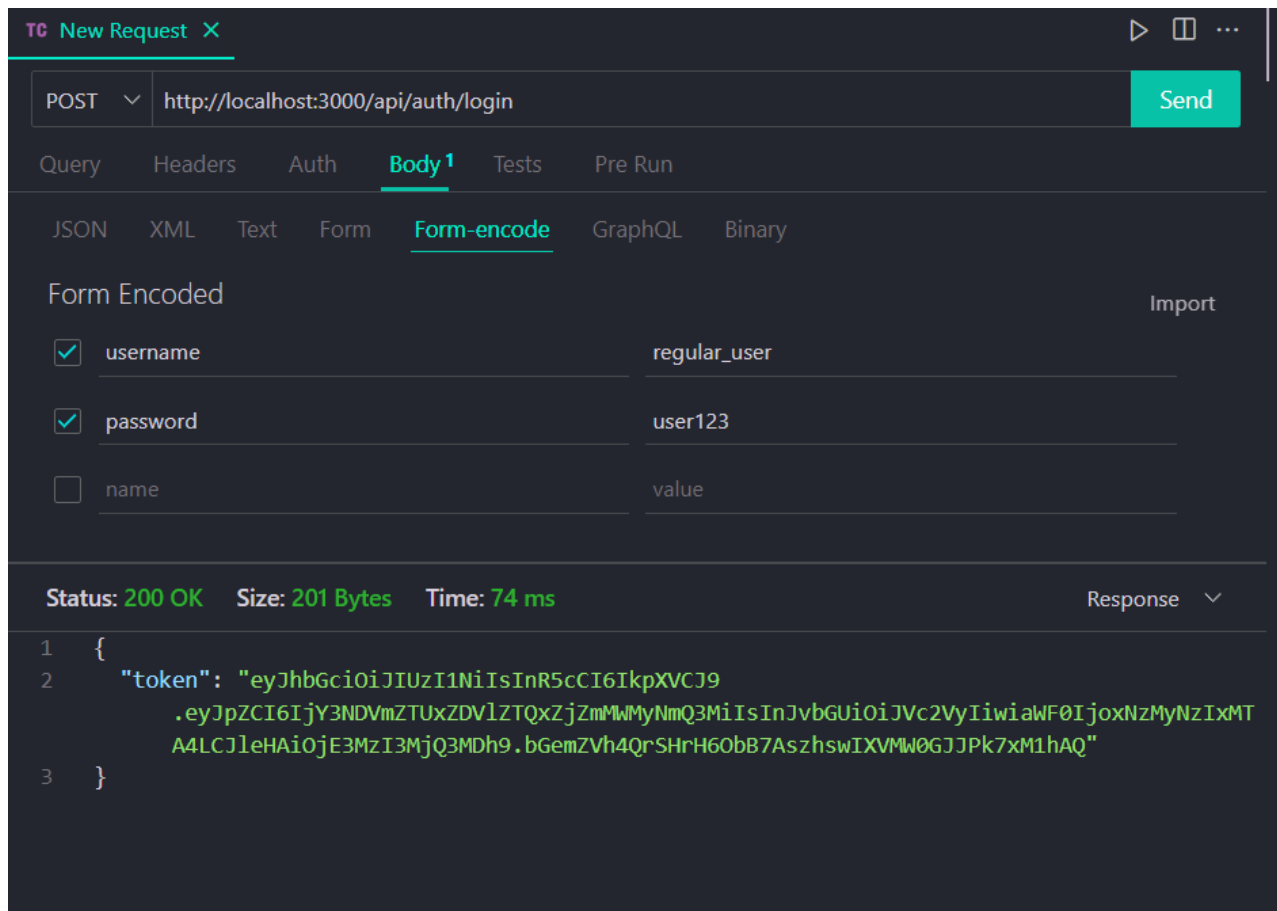 TC New Request
POST http://localhost:3000/api/auth/login Send
Query Headers Auth Body 1 Tests Pre Run
JSON XML Text Form Form-encode GraphQL Binary
Form Encoded
Import
username regular_user
password user123
name value
Status: 200 OK Size: 201 Bytes Time: 74 ms Response
1 {
2 "token": "eyJhbGciOiJIUzI1NiIsInR5cCI6IkpXVCJ9
.eyJpZCI6IjY3NDVmZTUxZDVlZTQxZjZmMWMyNmQ3MiIsInJvbGUiOiJVc2VyIiwiaWF0IjoxNzMyNzIxMT
A4LCJleHAiOjE3MzI3MjQ3MDh9.bGemZVh4QrSHrH6ObB7AszhswIXVMW0GJJPk7xM1hAQ"
3 }